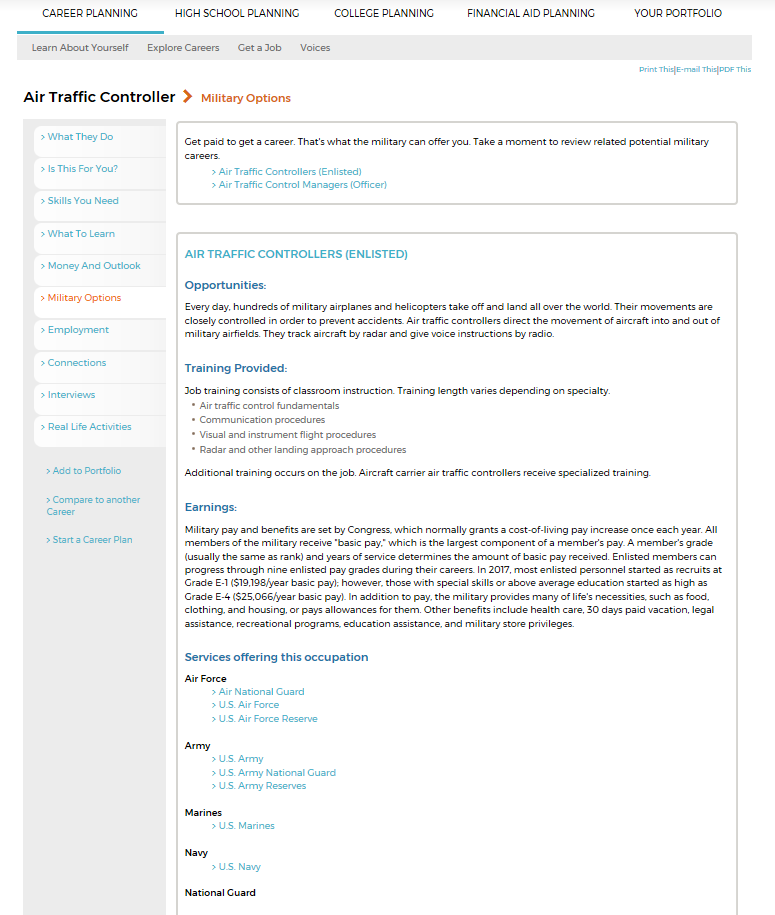 CAREER PLANNING HIGH SCHOOL PLANNING COLLEGE PLANNING FINANCIAL AID PLANNING YOUR PORTFOLIO
Learn About Yourself Explore Careers Get a Job Voices
Print This|E-mail This|PDF This
Air Traffic Controller > Military Options
> What They Do
> Is This For You?
> Skills You Need
> What To Learn
> Money And Outlook
> Military Options
> Employment
> Connections
> Interviews
> Real Life Activities
> Add to Portfolio
> Compare to another
Career
> Start a Career Plan
Get paid to get a career. That's what the military can offer you. Take a moment to review related potential military
careers.
> Air Traffic Controllers (Enlisted)
> Air Traffic Control Managers (Officer)
AIR TRAFFIC CONTROLLERS (ENLISTED)
Opportunities:
Every day, hundreds of military airplanes and helicopters take off and land all over the world. Their movements are
closely controlled in order to prevent accidents. Air traffic controllers direct the movement of aircraft into and out of
military airfields. They track aircraft by radar and give voice instructions by radio.
Training Provided:
Job training consists of classroom instruction. Training length varies depending on specialty.
• Air traffic control fundamentals
• Communication procedures
• Visual and instrument flight procedures
• Radar and other landing approach procedures
Additional training occurs on the job. Aircraft carrier air traffic controllers receive specialized training.
Earnings:
Military pay and benefits are set by Congress, which normally grants a cost-of-living pay increase once each year. All
members of the military receive "basic pay," which is the largest component of a member's pay. A member's grade
(usually the same as rank) and years of service determines the amount of basic pay received. Enlisted members can
progress through nine enlisted pay grades during their careers. In 2017, most enlisted personnel started as recruits at
Grade E-1 ($19,198/year basic pay); however, those with special skills or above average education started as high as
Grade E-4 ($25,066/year basic pay). In addition to pay, the military provides many of life's necessities, such as food,
clothing, and housing, or pays allowances for them. Other benefits include health care, 30 days paid vacation, legal
assistance, recreational programs, education assistance, and military store privileges.
Services offering this occupation
Air Force
> Air National Guard
> U.S. Air Force
> U.S. Air Force Reserve
Army
> U.S. Army
> U.S. Army National Guard
> U.S. Army Reserves
Marines
> U.S. Marines
Navy
> U.S. Navy
National Guard